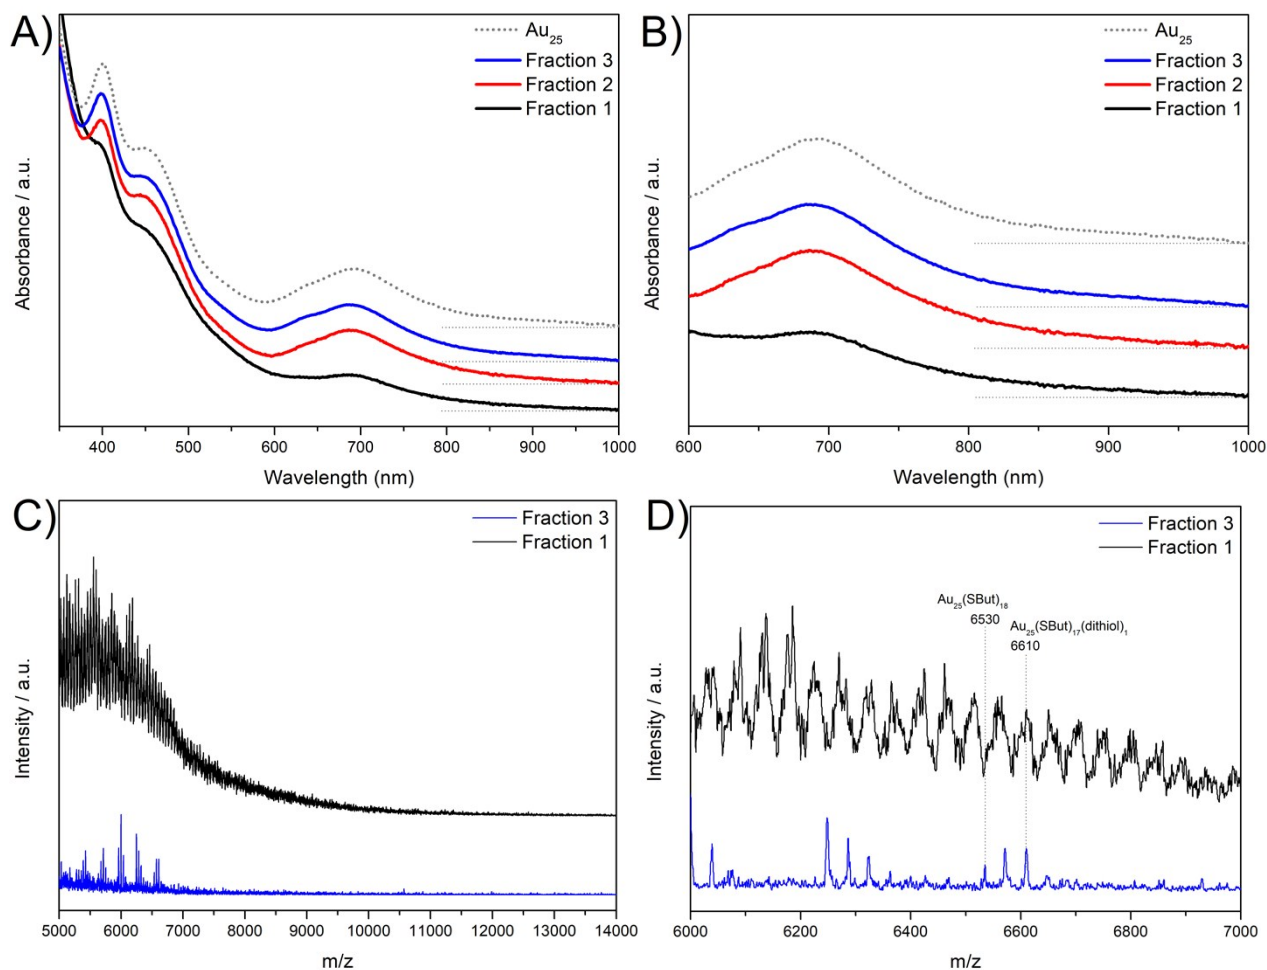 A)
Au25
Fraction 3
Fraction 2
Fraction 1
Absorbance / a.u.
400 500 600 700 800 900 1000
Wavelength (nm)
B)
Au25
Fraction 3
Fraction 2
Fraction 1
Absorbance / a.u.
600 700 800 900 1000
Wavelength (nm)
C)
Fraction 3
Fraction 1
Intensity / a.u.
5000 6000 7000 8000 9000 10000 11000 12000 13000 14000
m/z
D)
Fraction 3
Fraction 1
Au25(SBut)18
6530
Au25(SBut)17(dithiol)1
6610
Intensity / a.u.
6000 6200 6400 6600 6800 7000
m/z